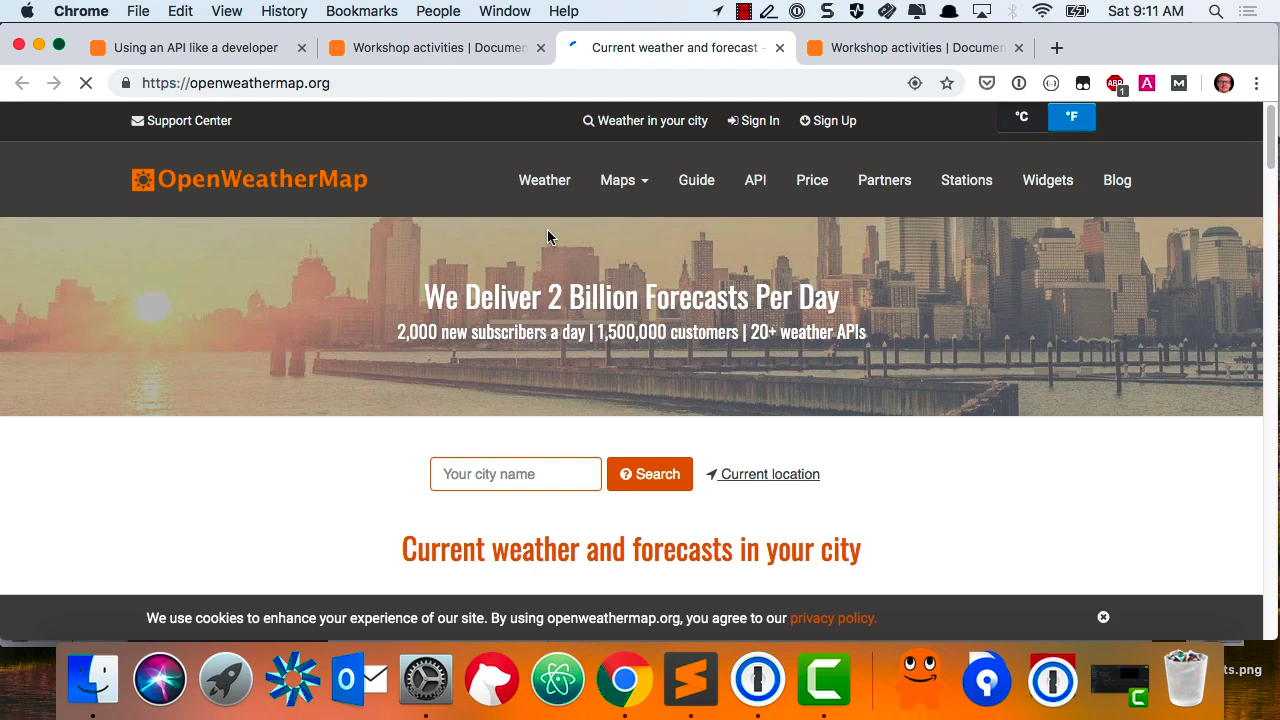 Chrome File Edit View History Bookmarks People Window Help Sat 9:11 AM
Using an API like a developer Workshop activities | Documen Current weather and forecast - Workshop activities | Documen
https://openweathermap.org ABP 1 A M
Support Center Weather in your city Sign In Sign Up °C °F
OpenWeatherMap Weather Maps Guide API Price Partners Stations Widgets Blog
We Deliver 2 Billion Forecasts Per Day
2,000 new subscribers a day | 1,500,000 customers | 20+ weather APIs
Your city name Search Current location
Current weather and forecasts in your city
We use cookies to enhance your experience of our site. By using openweathermap.org, you agree to our privacy policy.
ts.png